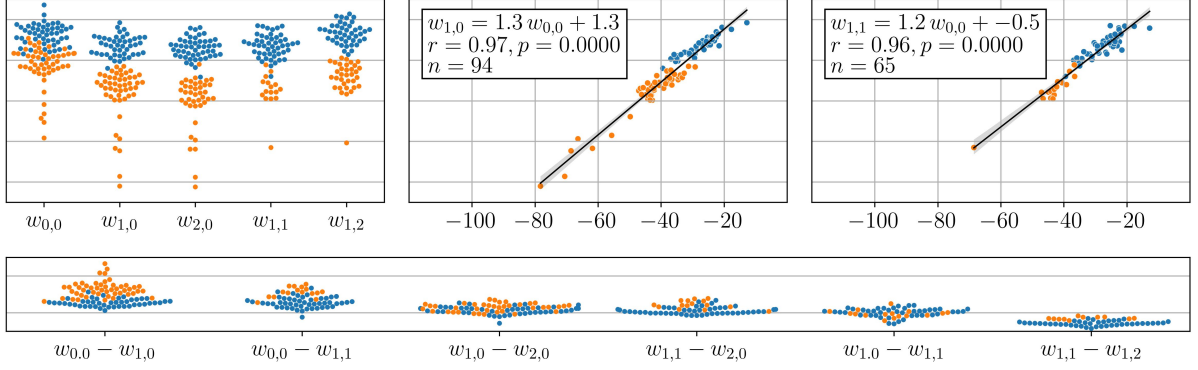 w_{1,0} = 1.3 w_{0,0} + 1.3
r = 0.97, p = 0.0000
n = 94
w_{1,1} = 1.2 w_{0,0} + −0.5
r = 0.96, p = 0.0000
n = 65
w_{0,0} w_{1,0} w_{2,0} w_{1,1} w_{1,2}
−100 −80 −60 −40 −20
−100 −80 −60 −40 −20
w_{0.0} − w_{1,0} w_{0,0} − w_{1,1} w_{1,0} − w_{2,0} w_{1,1} − w_{2,0} w_{1.0} − w_{1,1} w_{1,1} − w_{1,2}